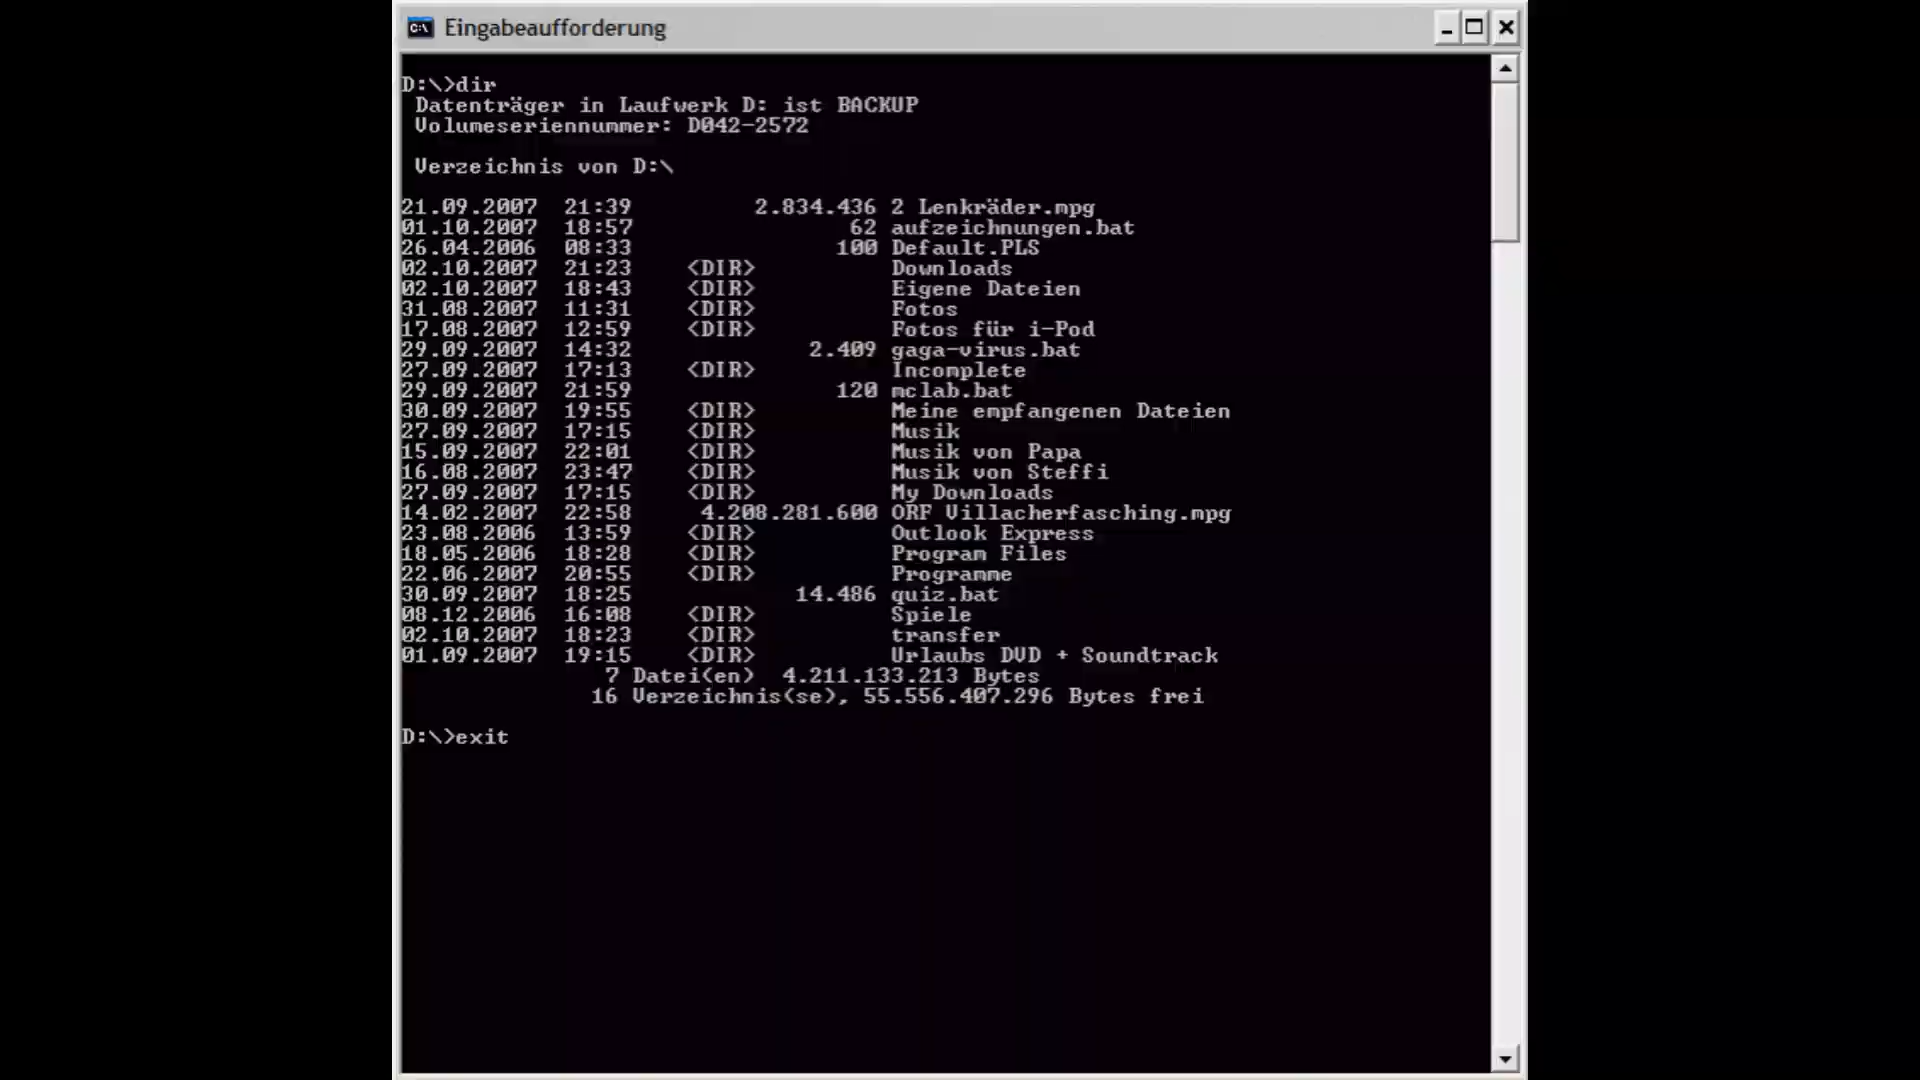 Eingabeaufforderung
D:\>dir
Datenträger in Laufwerk D: ist BACKUP
Volumeseriennummer: D042-2572
Verzeichnis von D:\
21.09.2007 21:39 2.834.436 2 Lenkräder.mpg
01.10.2007 18:57 62 aufzeichnungen.bat
26.04.2006 08:33 100 Default.PLS
02.10.2007 21:23 <DIR> Downloads
02.10.2007 18:43 <DIR> Eigene Dateien
31.08.2007 11:31 <DIR> Fotos
17.08.2007 12:59 <DIR> Fotos für i-Pod
29.09.2007 14:32 2.409 gaga-virus.bat
27.09.2007 17:13 <DIR> Incomplete
29.09.2007 21:59 120 mclab.bat
30.09.2007 19:55 <DIR> Meine empfangenen Dateien
27.09.2007 17:15 <DIR> Musik
15.09.2007 22:01 <DIR> Musik von Papa
16.08.2007 23:47 <DIR> Musik von Steffi
27.09.2007 17:15 <DIR> My Downloads
14.02.2007 22:58 4.208.281.600 ORF Villacherfasching.mpg
23.08.2006 13:59 <DIR> Outlook Express
18.05.2006 18:28 <DIR> Program Files
22.06.2007 20:55 <DIR> Programme
30.09.2007 18:25 14.486 quiz.bat
08.12.2006 16:08 <DIR> Spiele
02.10.2007 18:23 <DIR> transfer
01.09.2007 19:15 <DIR> Urlaubs DVD + Soundtrack
7 Datei(en) 4.211.133.213 Bytes
16 Verzeichnis(se), 55.556.407.296 Bytes frei
D:\>exit